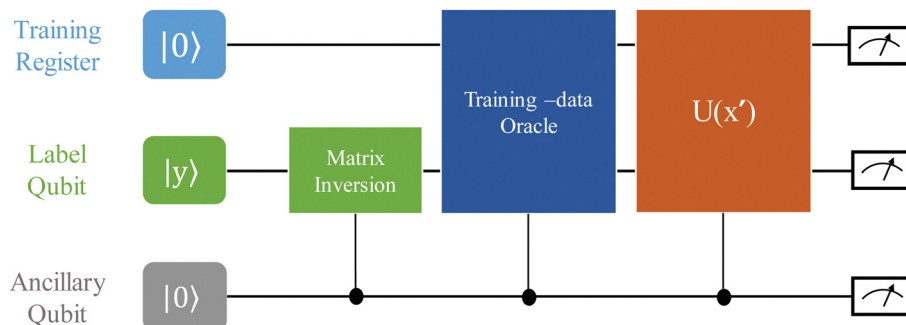 Training
Register
|0⟩
Training –data
Oracle
U(x′)
Label
Qubit
|y⟩
Matrix
Inversion
Ancillary
Qubit
|0⟩